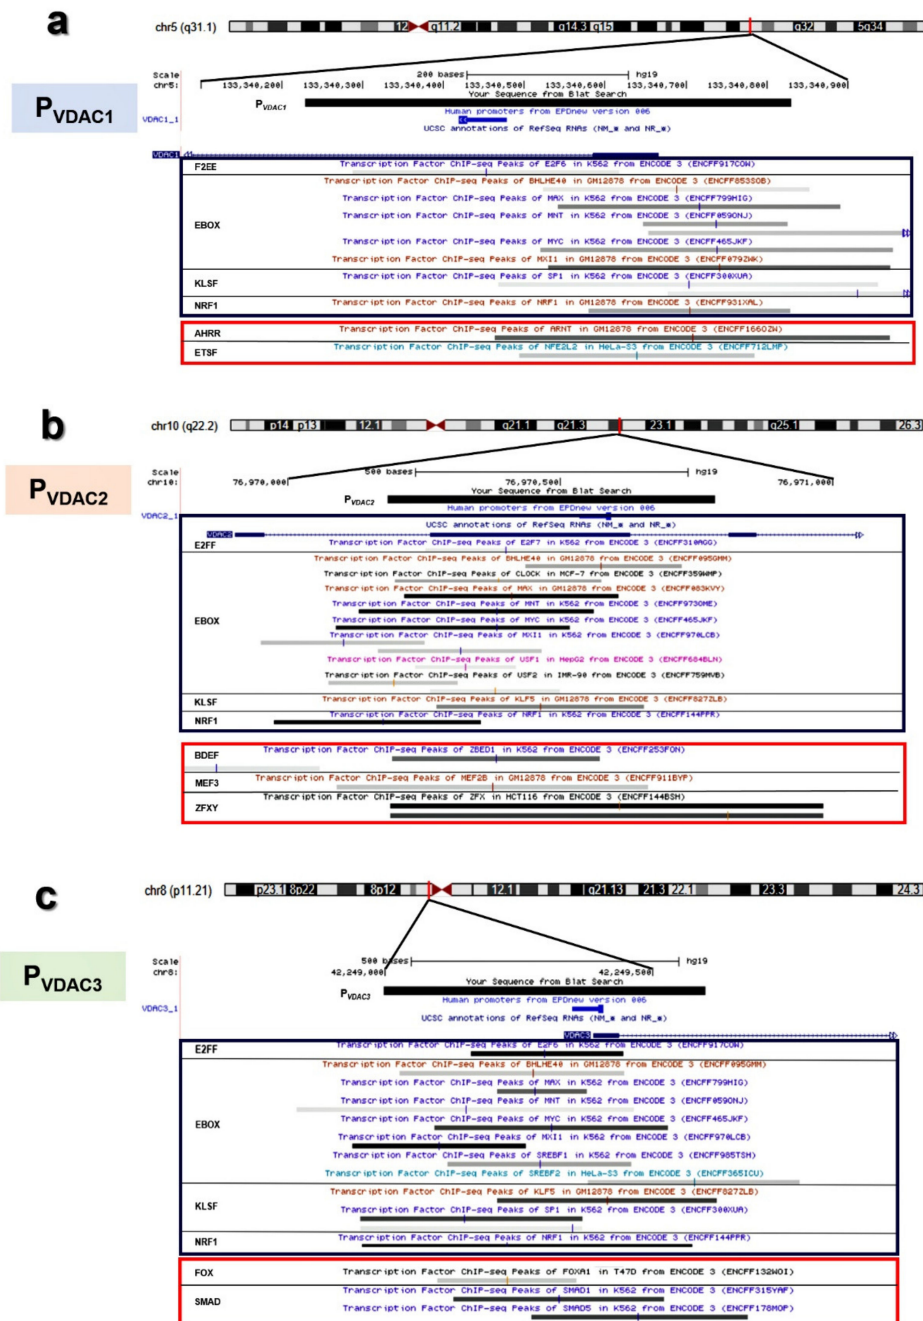 a
chr5 (q31.1) 12 q11.2 q14.3 q15 q32 5q34
PVDAC1
Scale 200 bases hg19
chr5: 133,340,200 133,340,300 133,340,400 133,340,500 133,340,600 133,340,700 133,340,800 133,340,900
Your Sequence from Blat Search
PVDAC1
Human promoters from EPDnew version 006
VDAC1_1
UCSC annotations of RefSeq RNAs (NM_* and NR_*)
VDAC1
Transcription Factor ChIP-seq Peaks of E2F6 in K562 from ENCODE 3 (ENCFF917COW)
F2EE
Transcription Factor ChIP-seq Peaks of BHLHE40 in GM12878 from ENCODE 3 (ENCFF853SOB)
Transcription Factor ChIP-seq Peaks of MAX in K562 from ENCODE 3 (ENCFF799HIG)
Transcription Factor ChIP-seq Peaks of MNT in K562 from ENCODE 3 (ENCFF059ONJ)
EBOX
Transcription Factor ChIP-seq Peaks of MYC in K562 from ENCODE 3 (ENCFF465JKF)
Transcription Factor ChIP-seq Peaks of MXI1 in GM12878 from ENCODE 3 (ENCFF079ZWK)
Transcription Factor ChIP-seq Peaks of SP1 in K562 from ENCODE 3 (ENCFF300XUA)
KLSF
Transcription Factor ChIP-seq Peaks of NRF1 in GM12878 from ENCODE 3 (ENCFF931XAL)
NRF1
Transcription Factor ChIP-seq Peaks of ARNT in GM12878 from ENCODE 3 (ENCFF166OZW)
AHRR
Transcription Factor ChIP-seq Peaks of NFE2L2 in HeLa-S3 from ENCODE 3 (ENCFF712LMP)
ETSF
b
chr10 (q22.2) p14 p13 12.1 q21.1 q21.3 23.1 q25.1 26.3
PVDAC2
Scale 500 bases hg19
chr10: 76,970,000 76,970,500 76,971,000
Your Sequence from Blat Search
PVDAC2
Human promoters from EPDnew version 006
VDAC2_1
UCSC annotations of RefSeq RNAs (NM_* and NR_*)
VDAC2
Transcription Factor ChIP-seq Peaks of E2F7 in K562 from ENCODE 3 (ENCFF310AGG)
E2FF
Transcription Factor ChIP-seq Peaks of BHLHE40 in GM12878 from ENCODE 3 (ENCFF095GMM)
Transcription Factor ChIP-seq Peaks of CLOCK in MCF-7 from ENCODE 3 (ENCFF359WMP)
Transcription Factor ChIP-seq Peaks of MAX in GM12878 from ENCODE 3 (ENCFF083KVY)
Transcription Factor ChIP-seq Peaks of MNT in K562 from ENCODE 3 (ENCFF973OME)
EBOX
Transcription Factor ChIP-seq Peaks of MYC in K562 from ENCODE 3 (ENCFF465JKF)
Transcription Factor ChIP-seq Peaks of MXI1 in K562 from ENCODE 3 (ENCFF970LCB)
Transcription Factor ChIP-seq Peaks of USF1 in HepG2 from ENCODE 3 (ENCFF684BLN)
Transcription Factor ChIP-seq Peaks of USF2 in IMR-90 from ENCODE 3 (ENCFF759MVB)
Transcription Factor ChIP-seq Peaks of KLF5 in GM12878 from ENCODE 3 (ENCFF827ZLB)
KLSF
Transcription Factor ChIP-seq Peaks of NRF1 in K562 from ENCODE 3 (ENCFF144PPR)
NRF1
Transcription Factor ChIP-seq Peaks of ZBED1 in K562 from ENCODE 3 (ENCFF253FON)
BDEF
Transcription Factor ChIP-seq Peaks of MEF2B in GM12878 from ENCODE 3 (ENCFF911BYP)
MEF3
Transcription Factor ChIP-seq Peaks of ZFX in HCT116 from ENCODE 3 (ENCFF144BSH)
ZFXY
c
chr8 (p11.21) p23.1 8p22 8p12 12.1 q21.13 21.3 22.1 23.3 24.3
PVDAC3
Scale 500 bases hg19
chr8: 42,249,000 42,249,500
Your Sequence from Blat Search
PVDAC3
Human promoters from EPDnew version 006
VDAC3_1
UCSC annotations of RefSeq RNAs (NM_* and NR_*)
VDAC3
Transcription Factor ChIP-seq Peaks of E2F6 in K562 from ENCODE 3 (ENCFF917COW)
E2FF
Transcription Factor ChIP-seq Peaks of BHLHE40 in GM12878 from ENCODE 3 (ENCFF095GMM)
Transcription Factor ChIP-seq Peaks of MAX in K562 from ENCODE 3 (ENCFF799HIG)
Transcription Factor ChIP-seq Peaks of MNT in K562 from ENCODE 3 (ENCFF059ONJ)
EBOX
Transcription Factor ChIP-seq Peaks of MYC in K562 from ENCODE 3 (ENCFF465JKF)
Transcription Factor ChIP-seq Peaks of MXI1 in K562 from ENCODE 3 (ENCFF970LCB)
Transcription Factor ChIP-seq Peaks of SREBF1 in K562 from ENCODE 3 (ENCFF985TSH)
Transcription Factor ChIP-seq Peaks of SREBF2 in HeLa-S3 from ENCODE 3 (ENCFF365ICU)
Transcription Factor ChIP-seq Peaks of KLF5 in GM12878 from ENCODE 3 (ENCFF827ZLB)
KLSF
Transcription Factor ChIP-seq Peaks of SP1 in K562 from ENCODE 3 (ENCFF300XUA)
Transcription Factor ChIP-seq Peaks of NRF1 in K562 from ENCODE 3 (ENCFF144PPR)
NRF1
Transcription Factor ChIP-seq Peaks of FOXA1 in T47D from ENCODE 3 (ENCFF132WOI)
FOX
Transcription Factor ChIP-seq Peaks of SMAD1 in K562 from ENCODE 3 (ENCFF315YAF)
SMAD
Transcription Factor ChIP-seq Peaks of SMAD5 in K562 from ENCODE 3 (ENCFF178MOP)